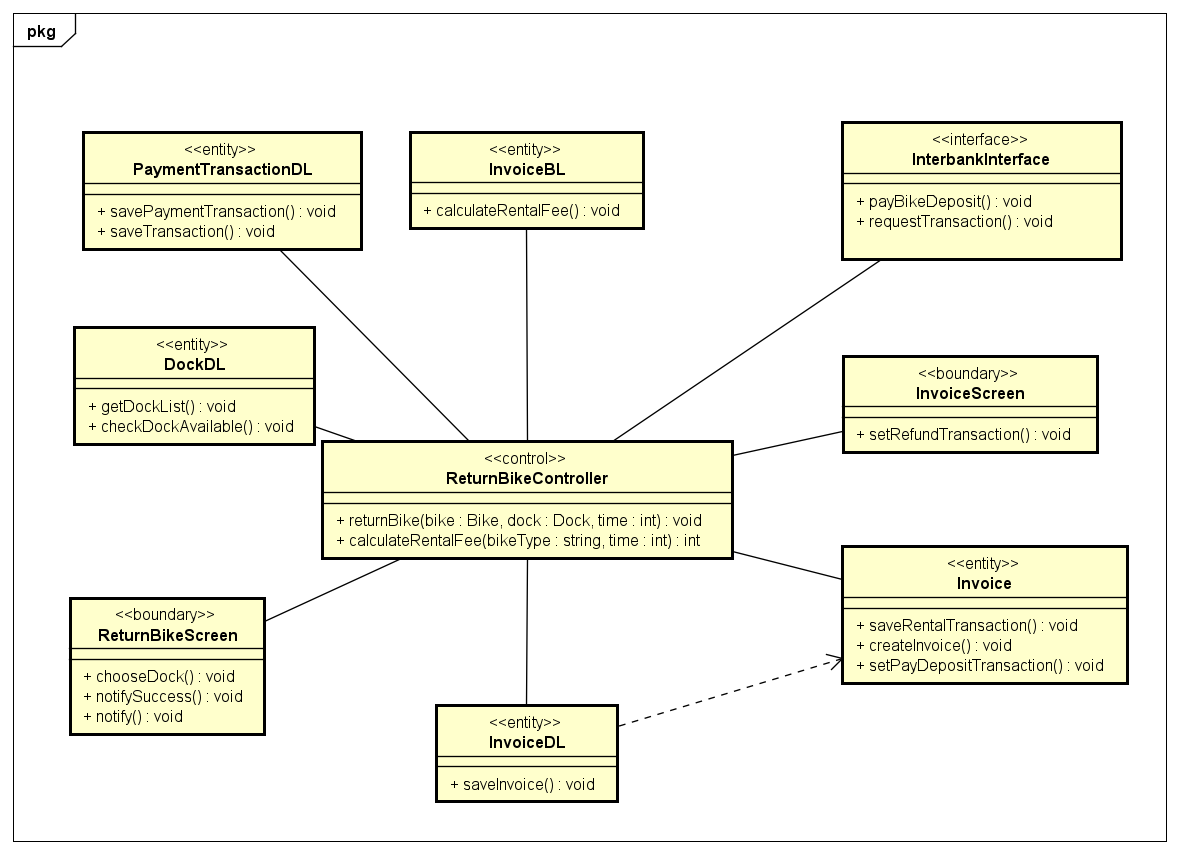 pkg
<<entity>>
PaymentTransactionDL
+ savePaymentTransaction() : void
+ saveTransaction() : void
<<entity>>
InvoiceBL
+ calculateRentalFee() : void
<<interface>>
InterbankInterface
+ payBikeDeposit() : void
+ requestTransaction() : void
<<entity>>
DockDL
+ getDockList() : void
+ checkDockAvailable() : void
<<boundary>>
InvoiceScreen
+ setRefundTransaction() : void
<<control>>
ReturnBikeController
+ returnBike(bike : Bike, dock : Dock, time : int) : void
+ calculateRentalFee(bikeType : string, time : int) : int
<<entity>>
Invoice
+ saveRentalTransaction() : void
+ createInvoice() : void
+ setPayDepositTransaction() : void
<<boundary>>
ReturnBikeScreen
+ chooseDock() : void
+ notifySuccess() : void
+ notify() : void
<<entity>>
InvoiceDL
+ saveInvoice() : void